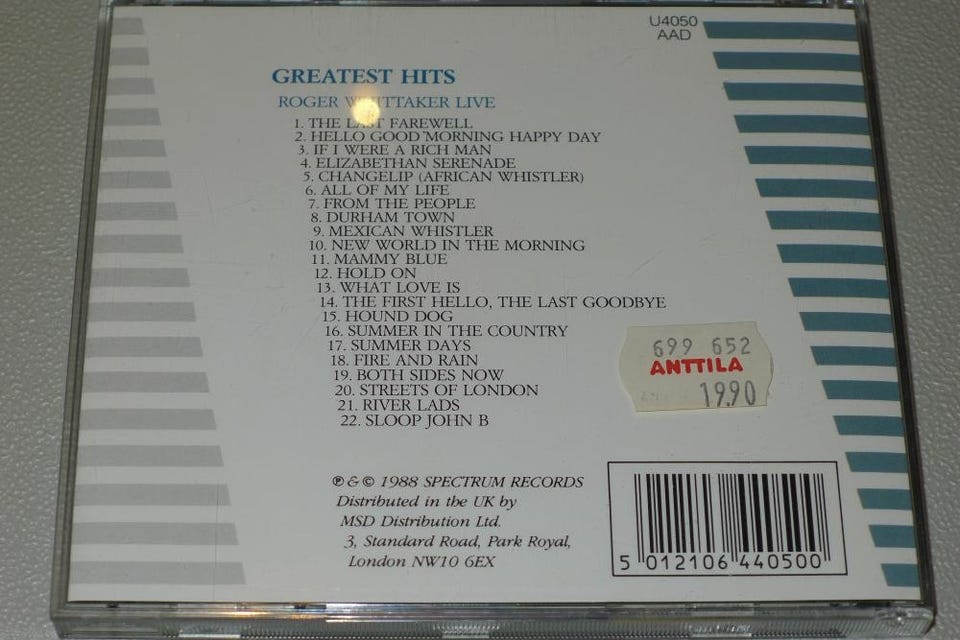 U4050
AAD
GREATEST HITS
ROGER WHITTAKER LIVE
1. THE LAST FAREWELL
2. HELLO GOOD MORNING HAPPY DAY
3. IF I WERE A RICH MAN
4. ELIZABETHAN SERENADE
5. CHANGELIP (AFRICAN WHISTLER)
6. ALL OF MY LIFE
7. FROM THE PEOPLE
8. DURHAM TOWN
9. MEXICAN WHISTLER
10. NEW WORLD IN THE MORNING
11. MAMMY BLUE
12. HOLD ON
13. WHAT LOVE IS
14. THE FIRST HELLO, THE LAST GOODBYE
15. HOUND DOG
16. SUMMER IN THE COUNTRY
17. SUMMER DAYS
18. FIRE AND RAIN
19. BOTH SIDES NOW
20. STREETS OF LONDON
21. RIVER LADS
22. SLOOP JOHN B
699 652
ANTTILA
19.90
℗ & © 1988 SPECTRUM RECORDS
Distributed in the UK by
MSD Distribution Ltd.
3, Standard Road, Park Royal,
London NW10 6EX
5 012106 440500